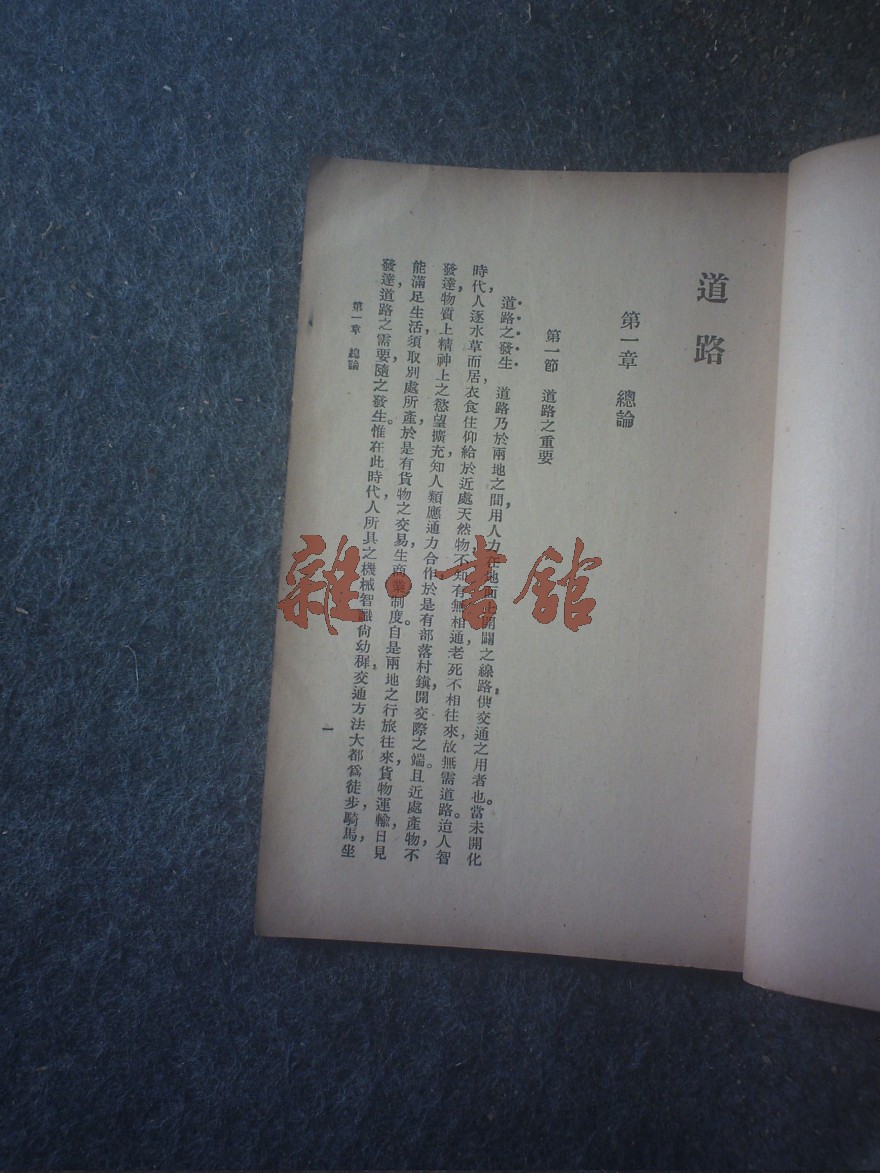 道路
第一章 總論
第一節 道路之重要
道路之發生 道路乃於兩地之間，用人力在地面上開闢之線路，供交通之用者也。當未開化
時代，人逐水草而居，衣食住仰給於近處天然物，不知有無相通，老死不相往來，故無需道路。迨人智
發達，物質上精神上之慾望擴充，知人類應通力合作，於是有部落村鎮，開交際之端。且近處產物，不
能滿足生活，須取別處所產，於是有貨物之交易，生商業制度。自是兩地之行旅往來，貨物運輸，日見
發達，道路之需要，隨之發生。惟在此時代，人所具之機械智識尙幼稺，交通方法，大都爲徒步，騎馬，坐
第一章 總論
一
雜·書館